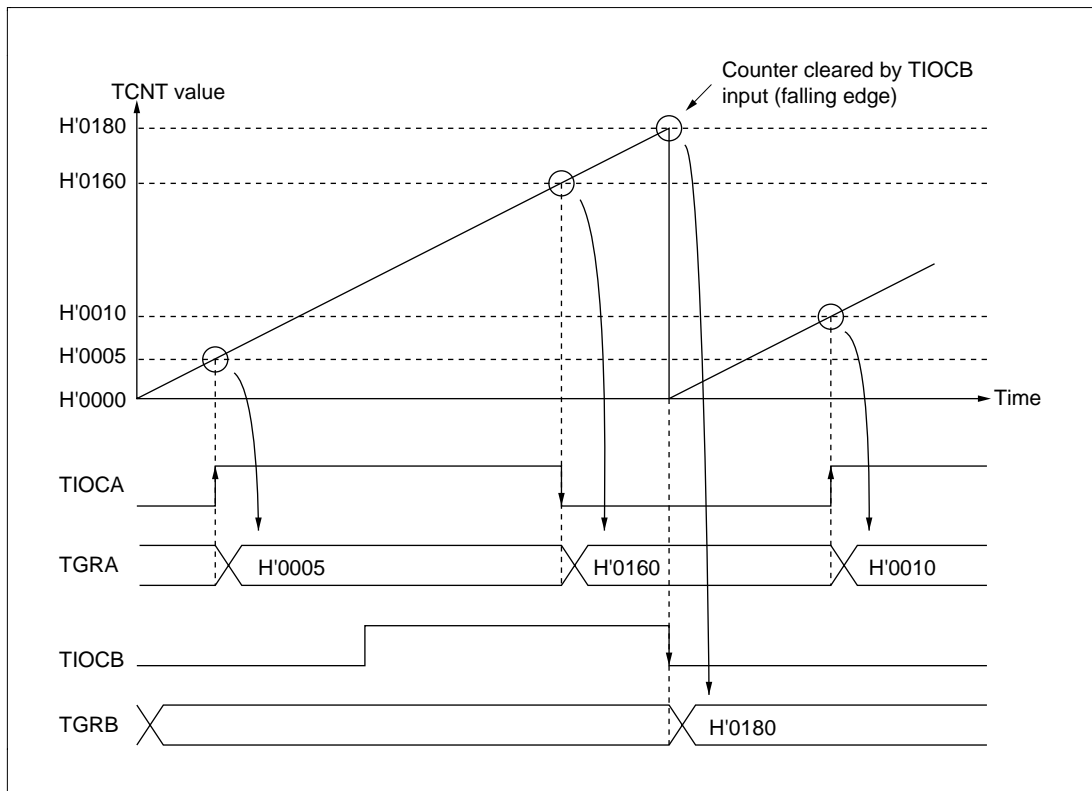 Counter cleared by TIOCB
input (falling edge)
TCNT value
H'0180
H'0160
H'0010
H'0005
H'0000
Time
TIOCA
TGRA
H'0005
H'0160
H'0010
TIOCB
TGRB
H'0180